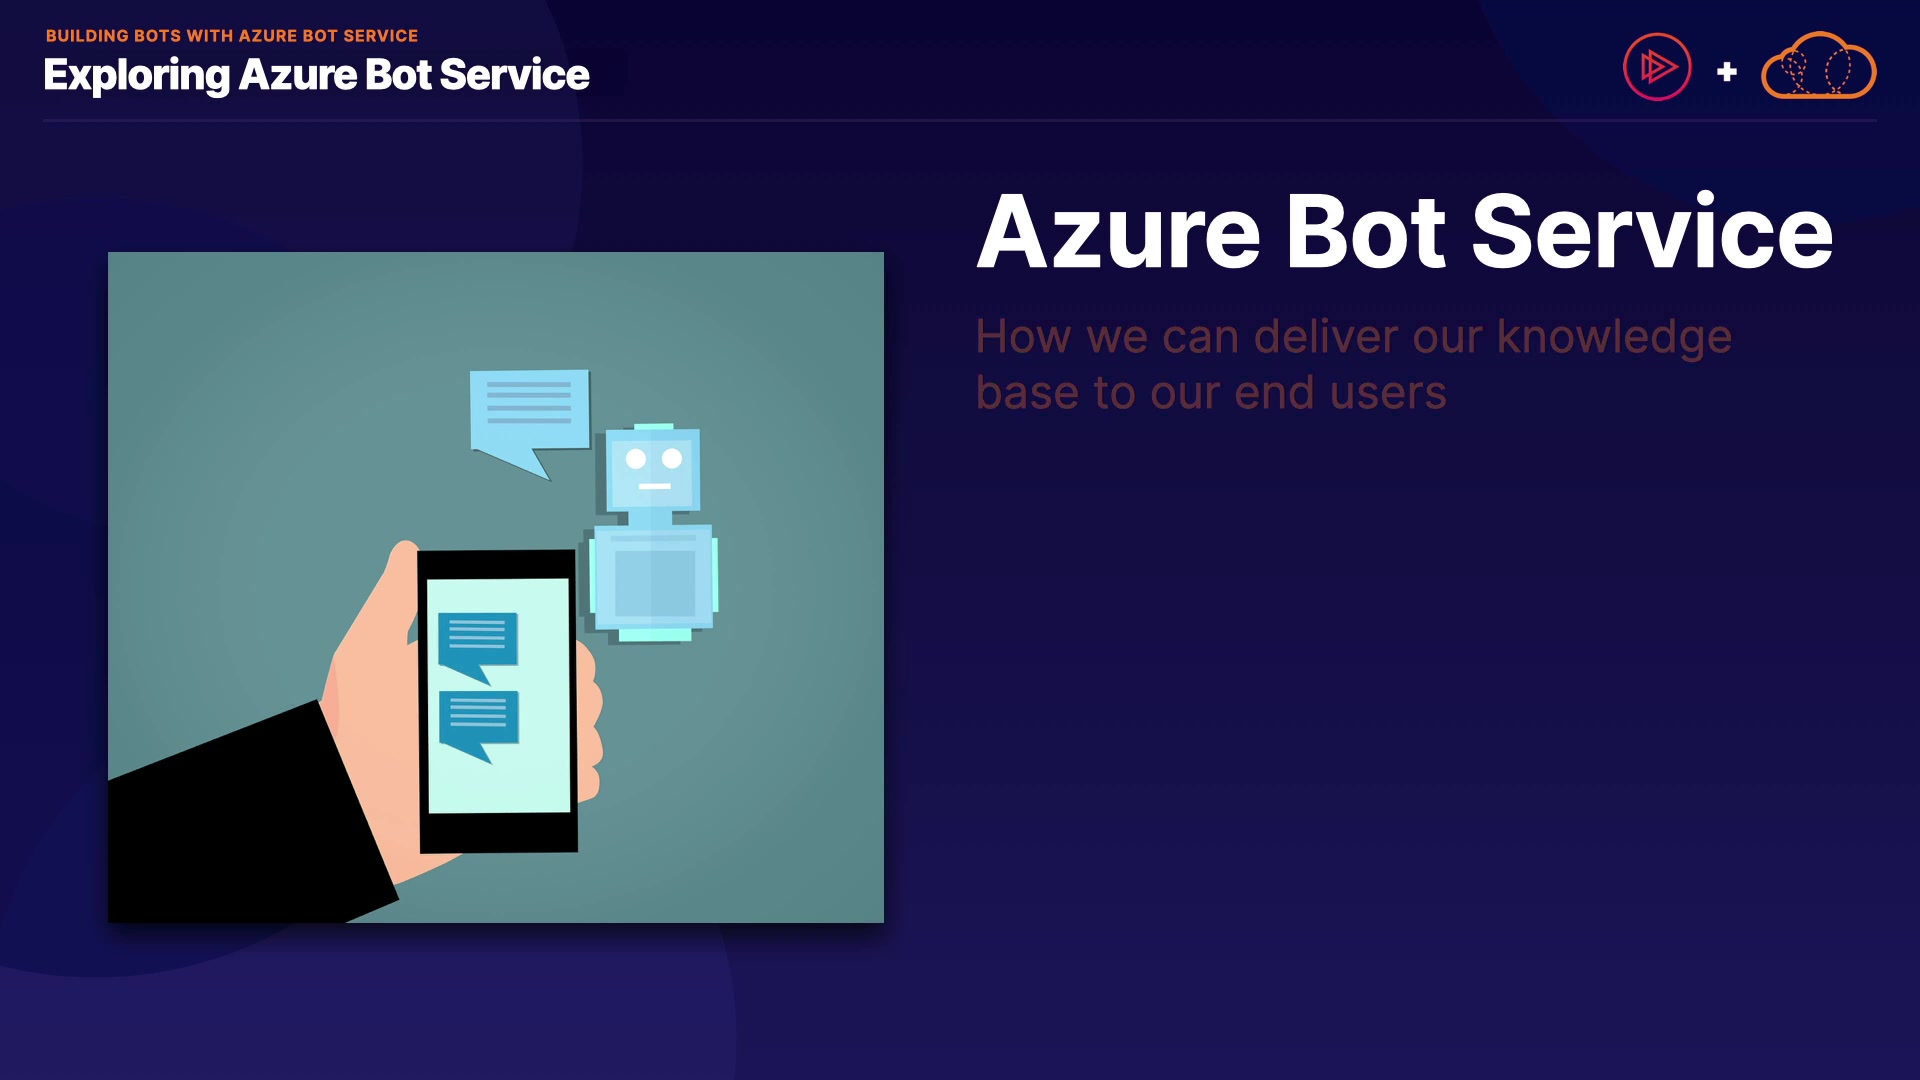 BUILDING BOTS WITH AZURE BOT SERVICE
Exploring Azure Bot Service
Azure Bot Service
How we can deliver our knowledge
base to our end users